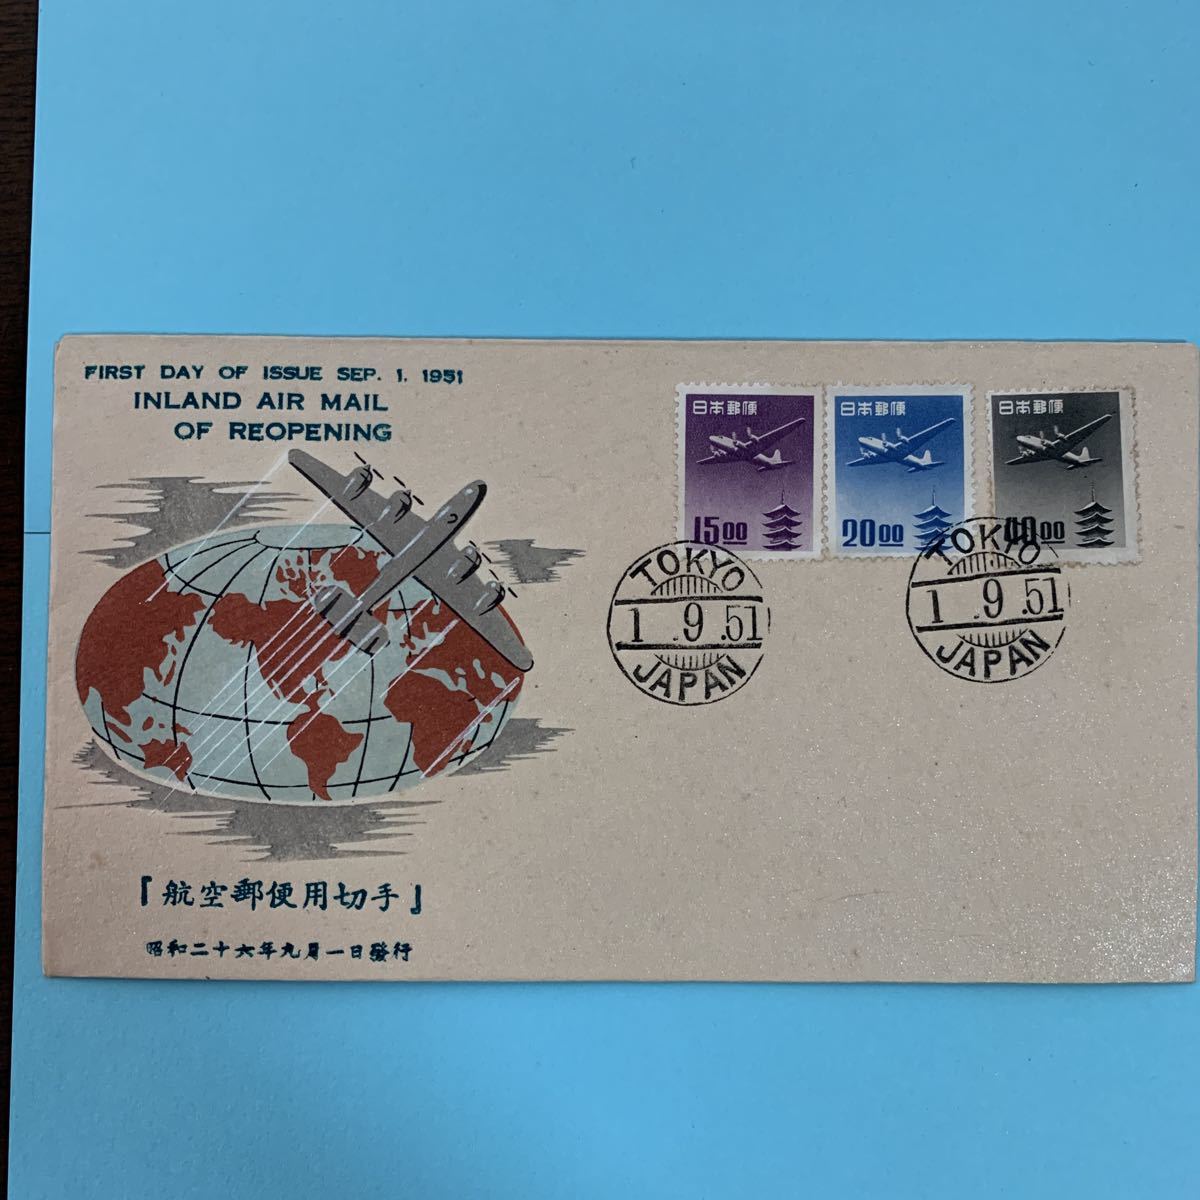 FIRST DAY OF ISSUE SEP. 1, 1951
INLAND AIR MAIL
OF REOPENING
日本郵便
15.00
日本郵便
20.00
日本郵便
40.00
TOKYO
1.9.51
JAPAN
TOKYO
1.9.51
JAPAN
「航空郵便用切手」
昭和二十六年九月一日發行